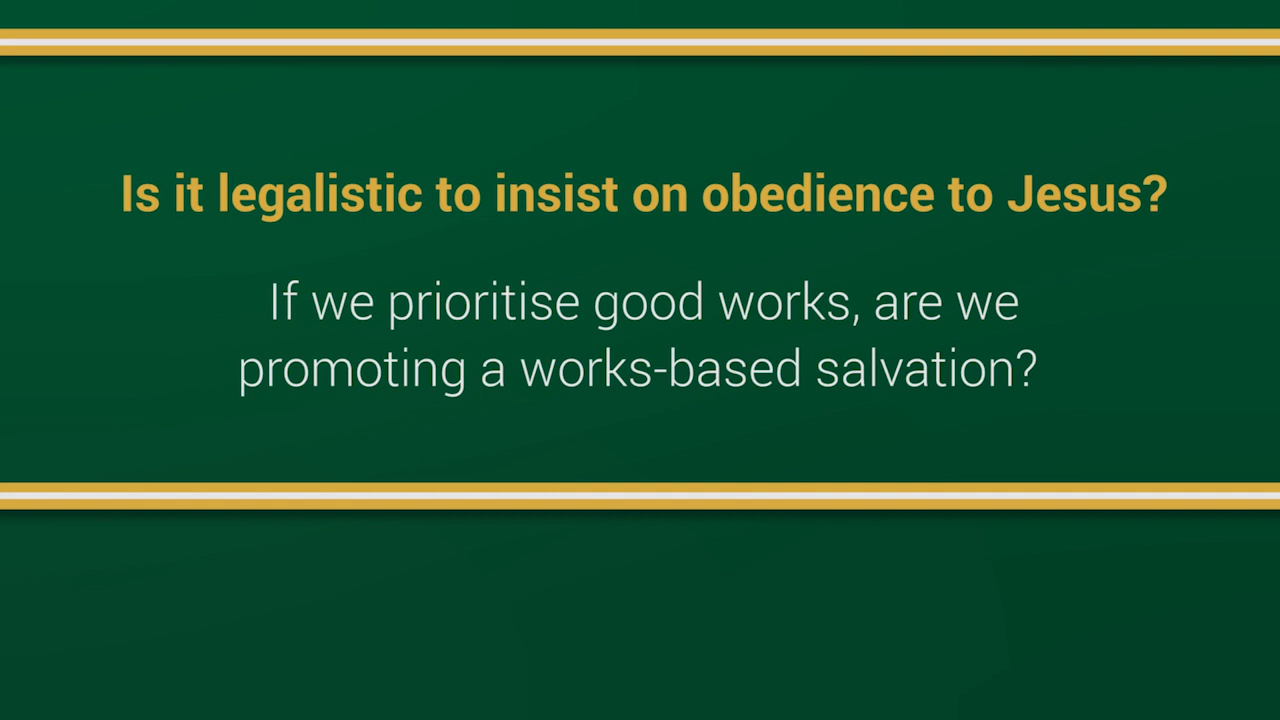 Is it legalistic to insist on obedience to Jesus?
If we prioritise good works, are we
promoting a works-based salvation?